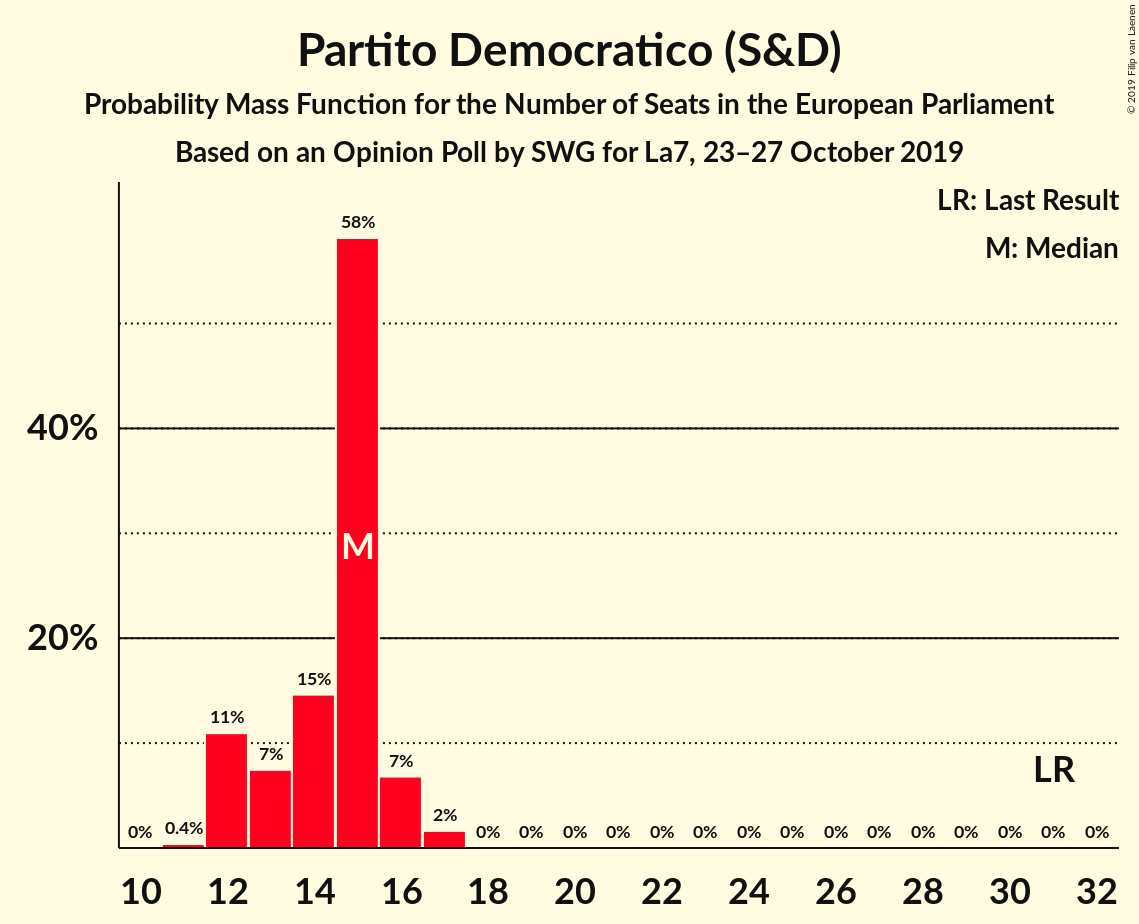 Partito Democratico (S&D)
Probability Mass Function for the Number of Seats in the European Parliament
Based on an Opinion Poll by SWG for La7, 23–27 October 2019
© 2019 Filip van Laenen
LR: Last Result
M: Median
58%
40%
M
20%
15%
11%
7%
7%
LR
0% 0.4% 2% 0% 0% 0% 0% 0% 0% 0% 0% 0% 0% 0% 0% 0% 0% 0%
10 12 14 16 18 20 22 24 26 28 30 32